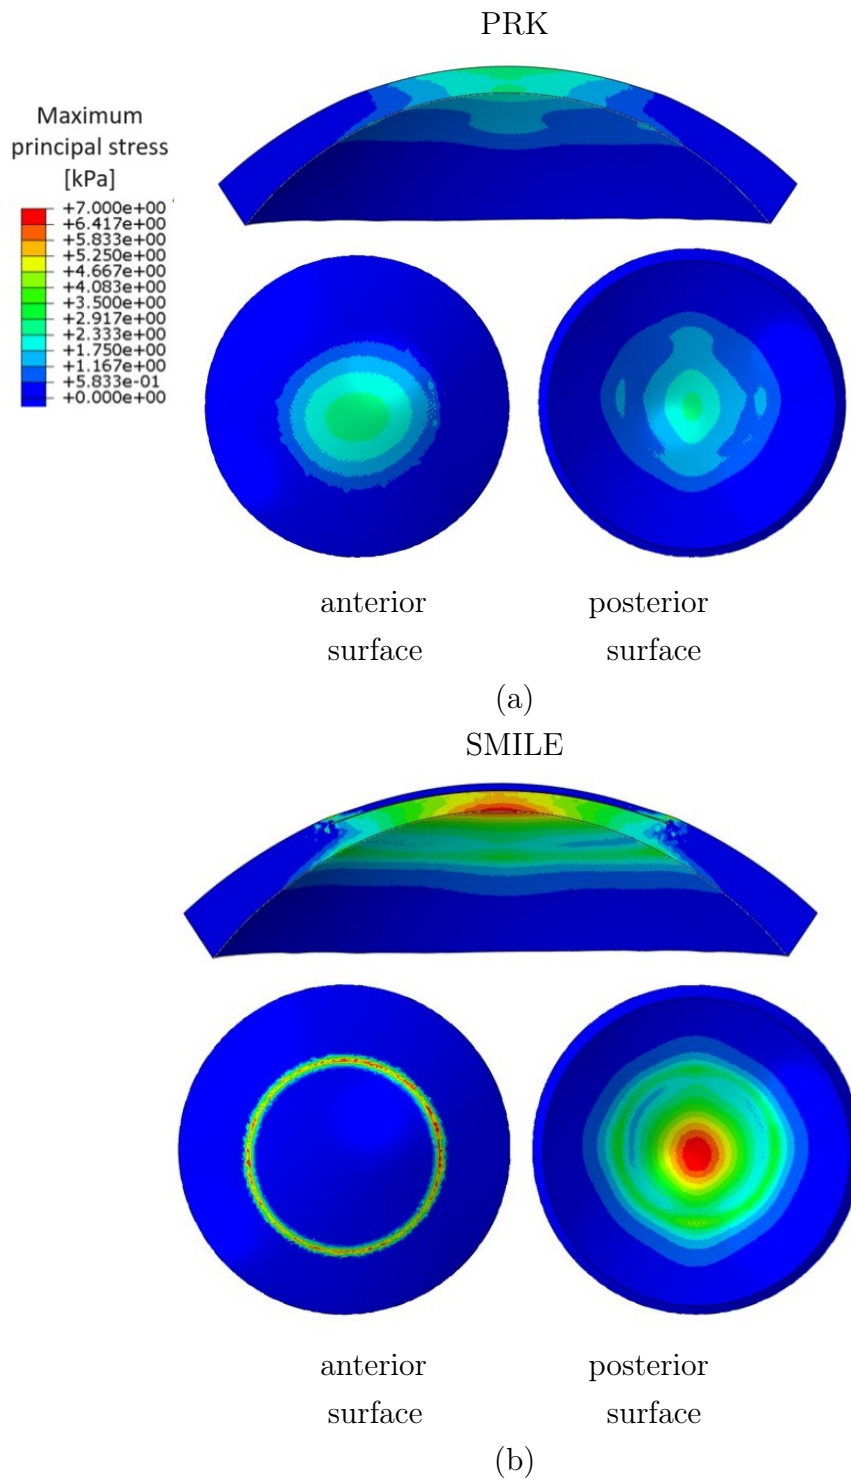 PRK
Maximum
principal stress
[kPa]
+7.000e+00
+6.417e+00
+5.833e+00
+5.250e+00
+4.667e+00
+4.083e+00
+3.500e+00
+2.917e+00
+2.333e+00
+1.750e+00
+1.167e+00
+5.833e-01
+0.000e+00
anterior
surface
posterior
surface
(a)
SMILE
anterior
surface
posterior
surface
(b)